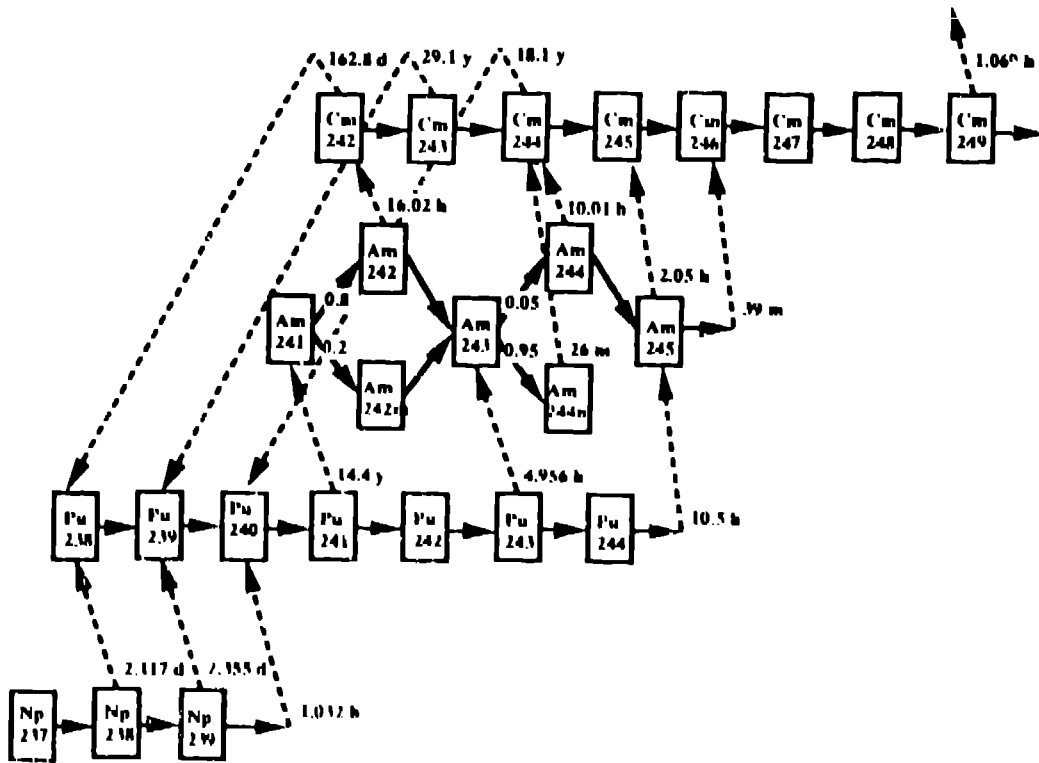 162.8 d
29.1 y
18.1 y
1.060 h
Cm 242
Cm 243
Cm 244
Cm 245
Cm 246
Cm 247
Cm 248
Cm 249
16.02 h
10.01 h
Am 242
Am 244
2.05 h
0.8
0.05
Am 241
Am 243
Am 245
39 m
0.2
0.95
26 m
Am 242m
Am 244m
14.4 y
4.956 h
10.5 h
Pu 238
Pu 239
Pu 240
Pu 241
Pu 242
Pu 243
Pu 244
2.117 d
2.355 d
1.032 h
Np 237
Np 238
Np 239